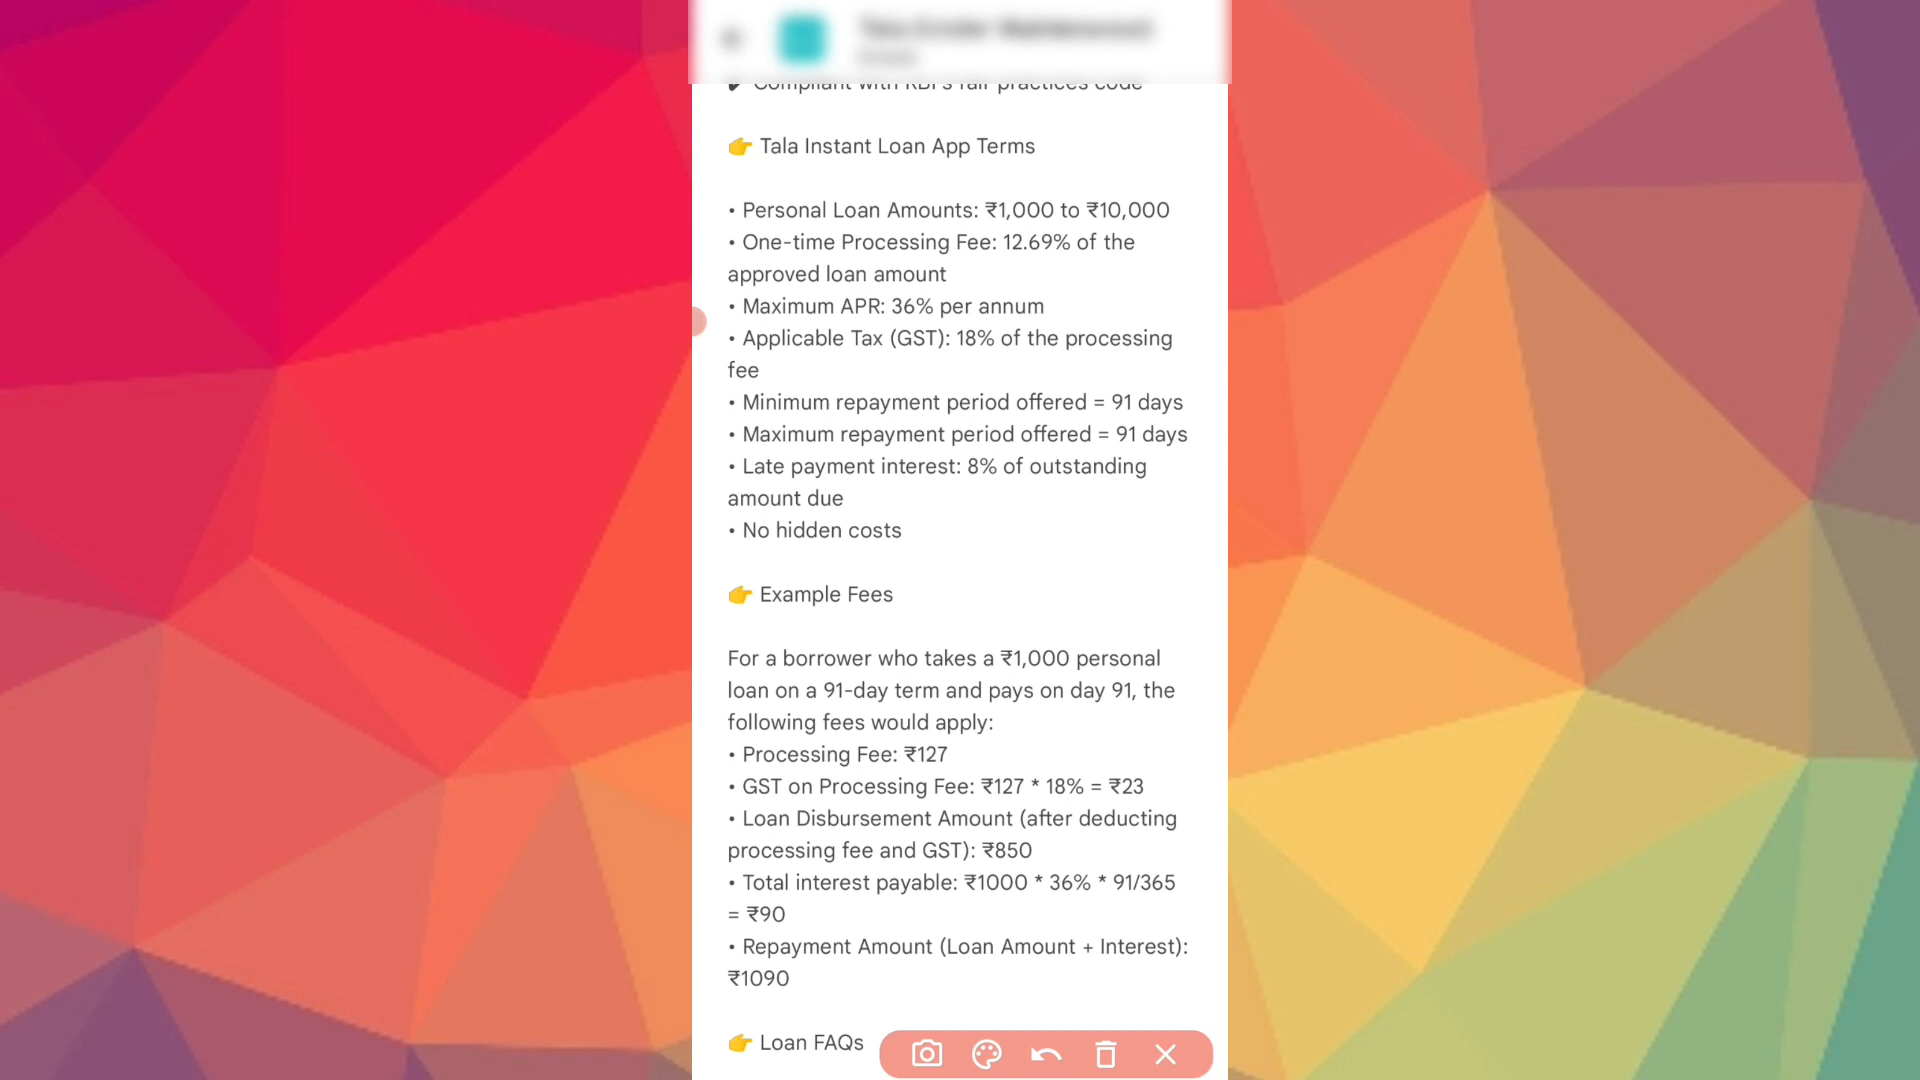 ✔ Compliant with RBI's fair practices code
👉 Tala Instant Loan App Terms
• Personal Loan Amounts: ₹1,000 to ₹10,000
• One-time Processing Fee: 12.69% of the
approved loan amount
• Maximum APR: 36% per annum
• Applicable Tax (GST): 18% of the processing
fee
• Minimum repayment period offered = 91 days
• Maximum repayment period offered = 91 days
• Late payment interest: 8% of outstanding
amount due
• No hidden costs
👉 Example Fees
For a borrower who takes a ₹1,000 personal
loan on a 91-day term and pays on day 91, the
following fees would apply:
• Processing Fee: ₹127
• GST on Processing Fee: ₹127 * 18% = ₹23
• Loan Disbursement Amount (after deducting
processing fee and GST): ₹850
• Total interest payable: ₹1000 * 36% * 91/365
= ₹90
• Repayment Amount (Loan Amount + Interest):
₹1090
👉 Loan FAQs